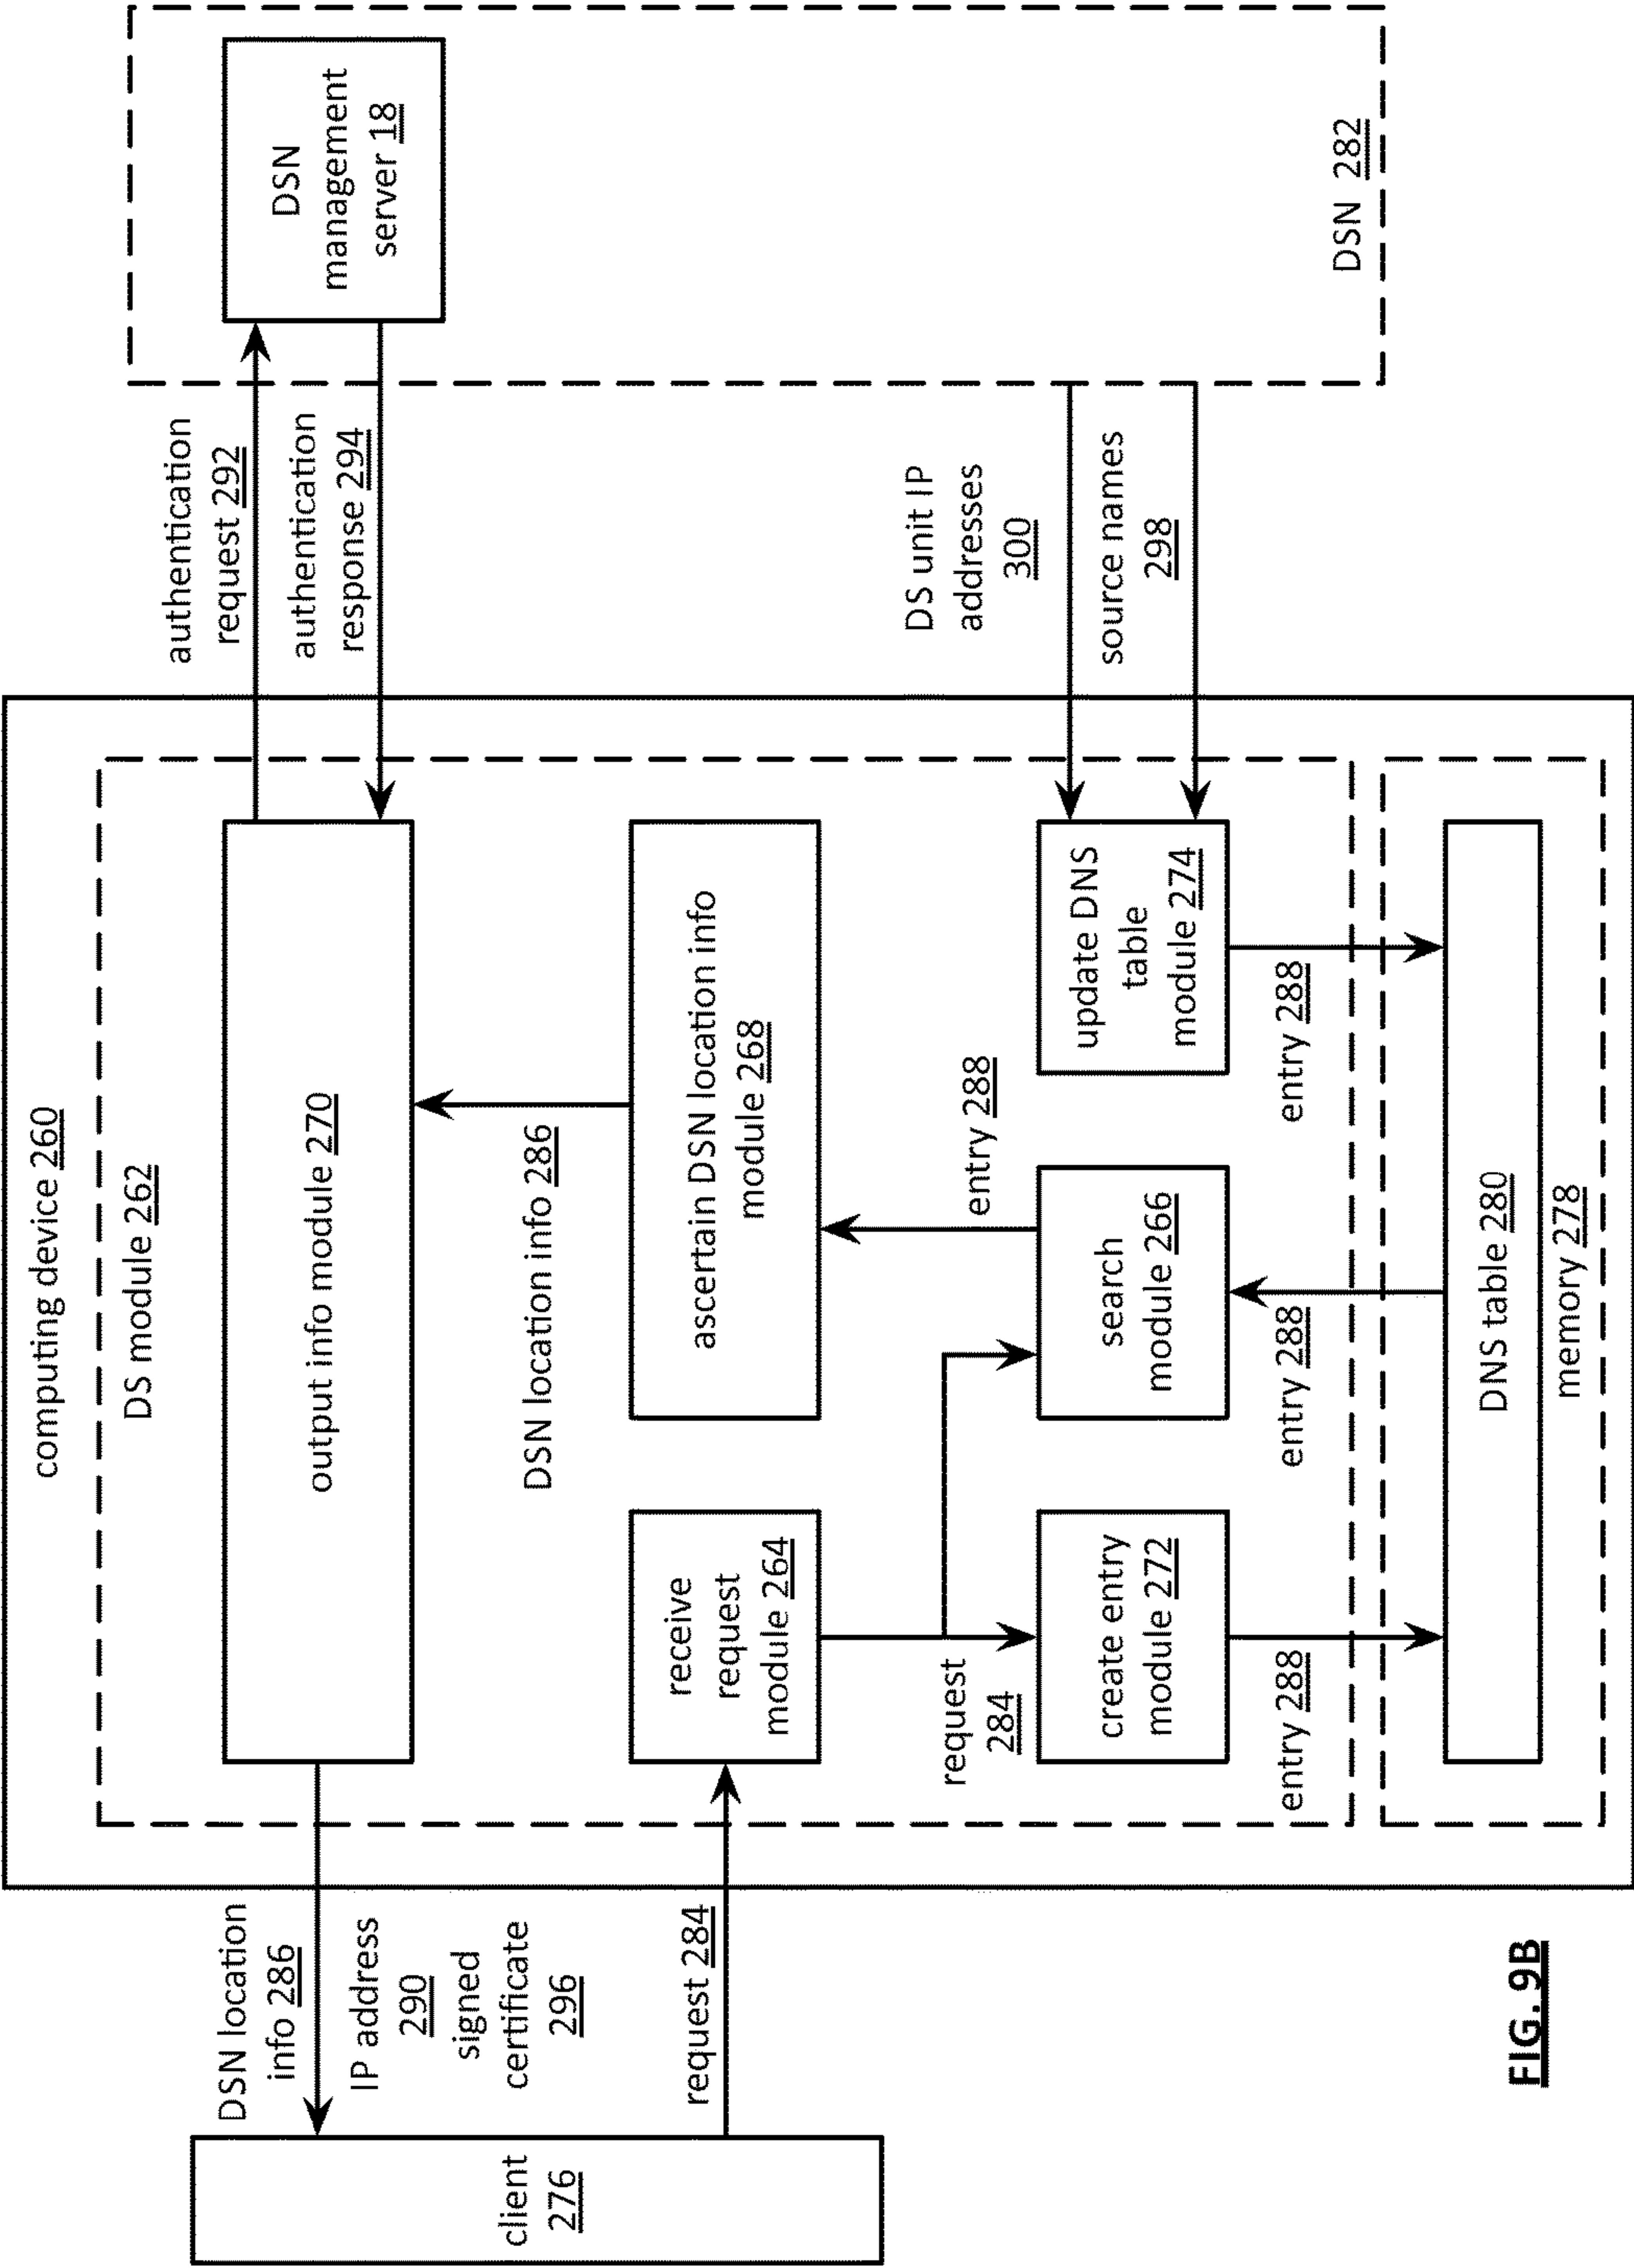 computing device 260
DS module 262
client
276
DSN location
info 286
IP address
290
signed
certificate
296
request 284
output info module 270
authentication
request 292
authentication
response 294
DSN
management
server 18
DSN location info 286
receive
request
module 264
ascertain DSN location info
module 268
request
284
entry 288
DS unit IP
addresses
300
source names
298
create entry
module 272
search
module 266
update DNS
table
module 274
entry 288
entry 288
entry 288
DSN 282
DNS table 280
memory 278
FIG. 9B